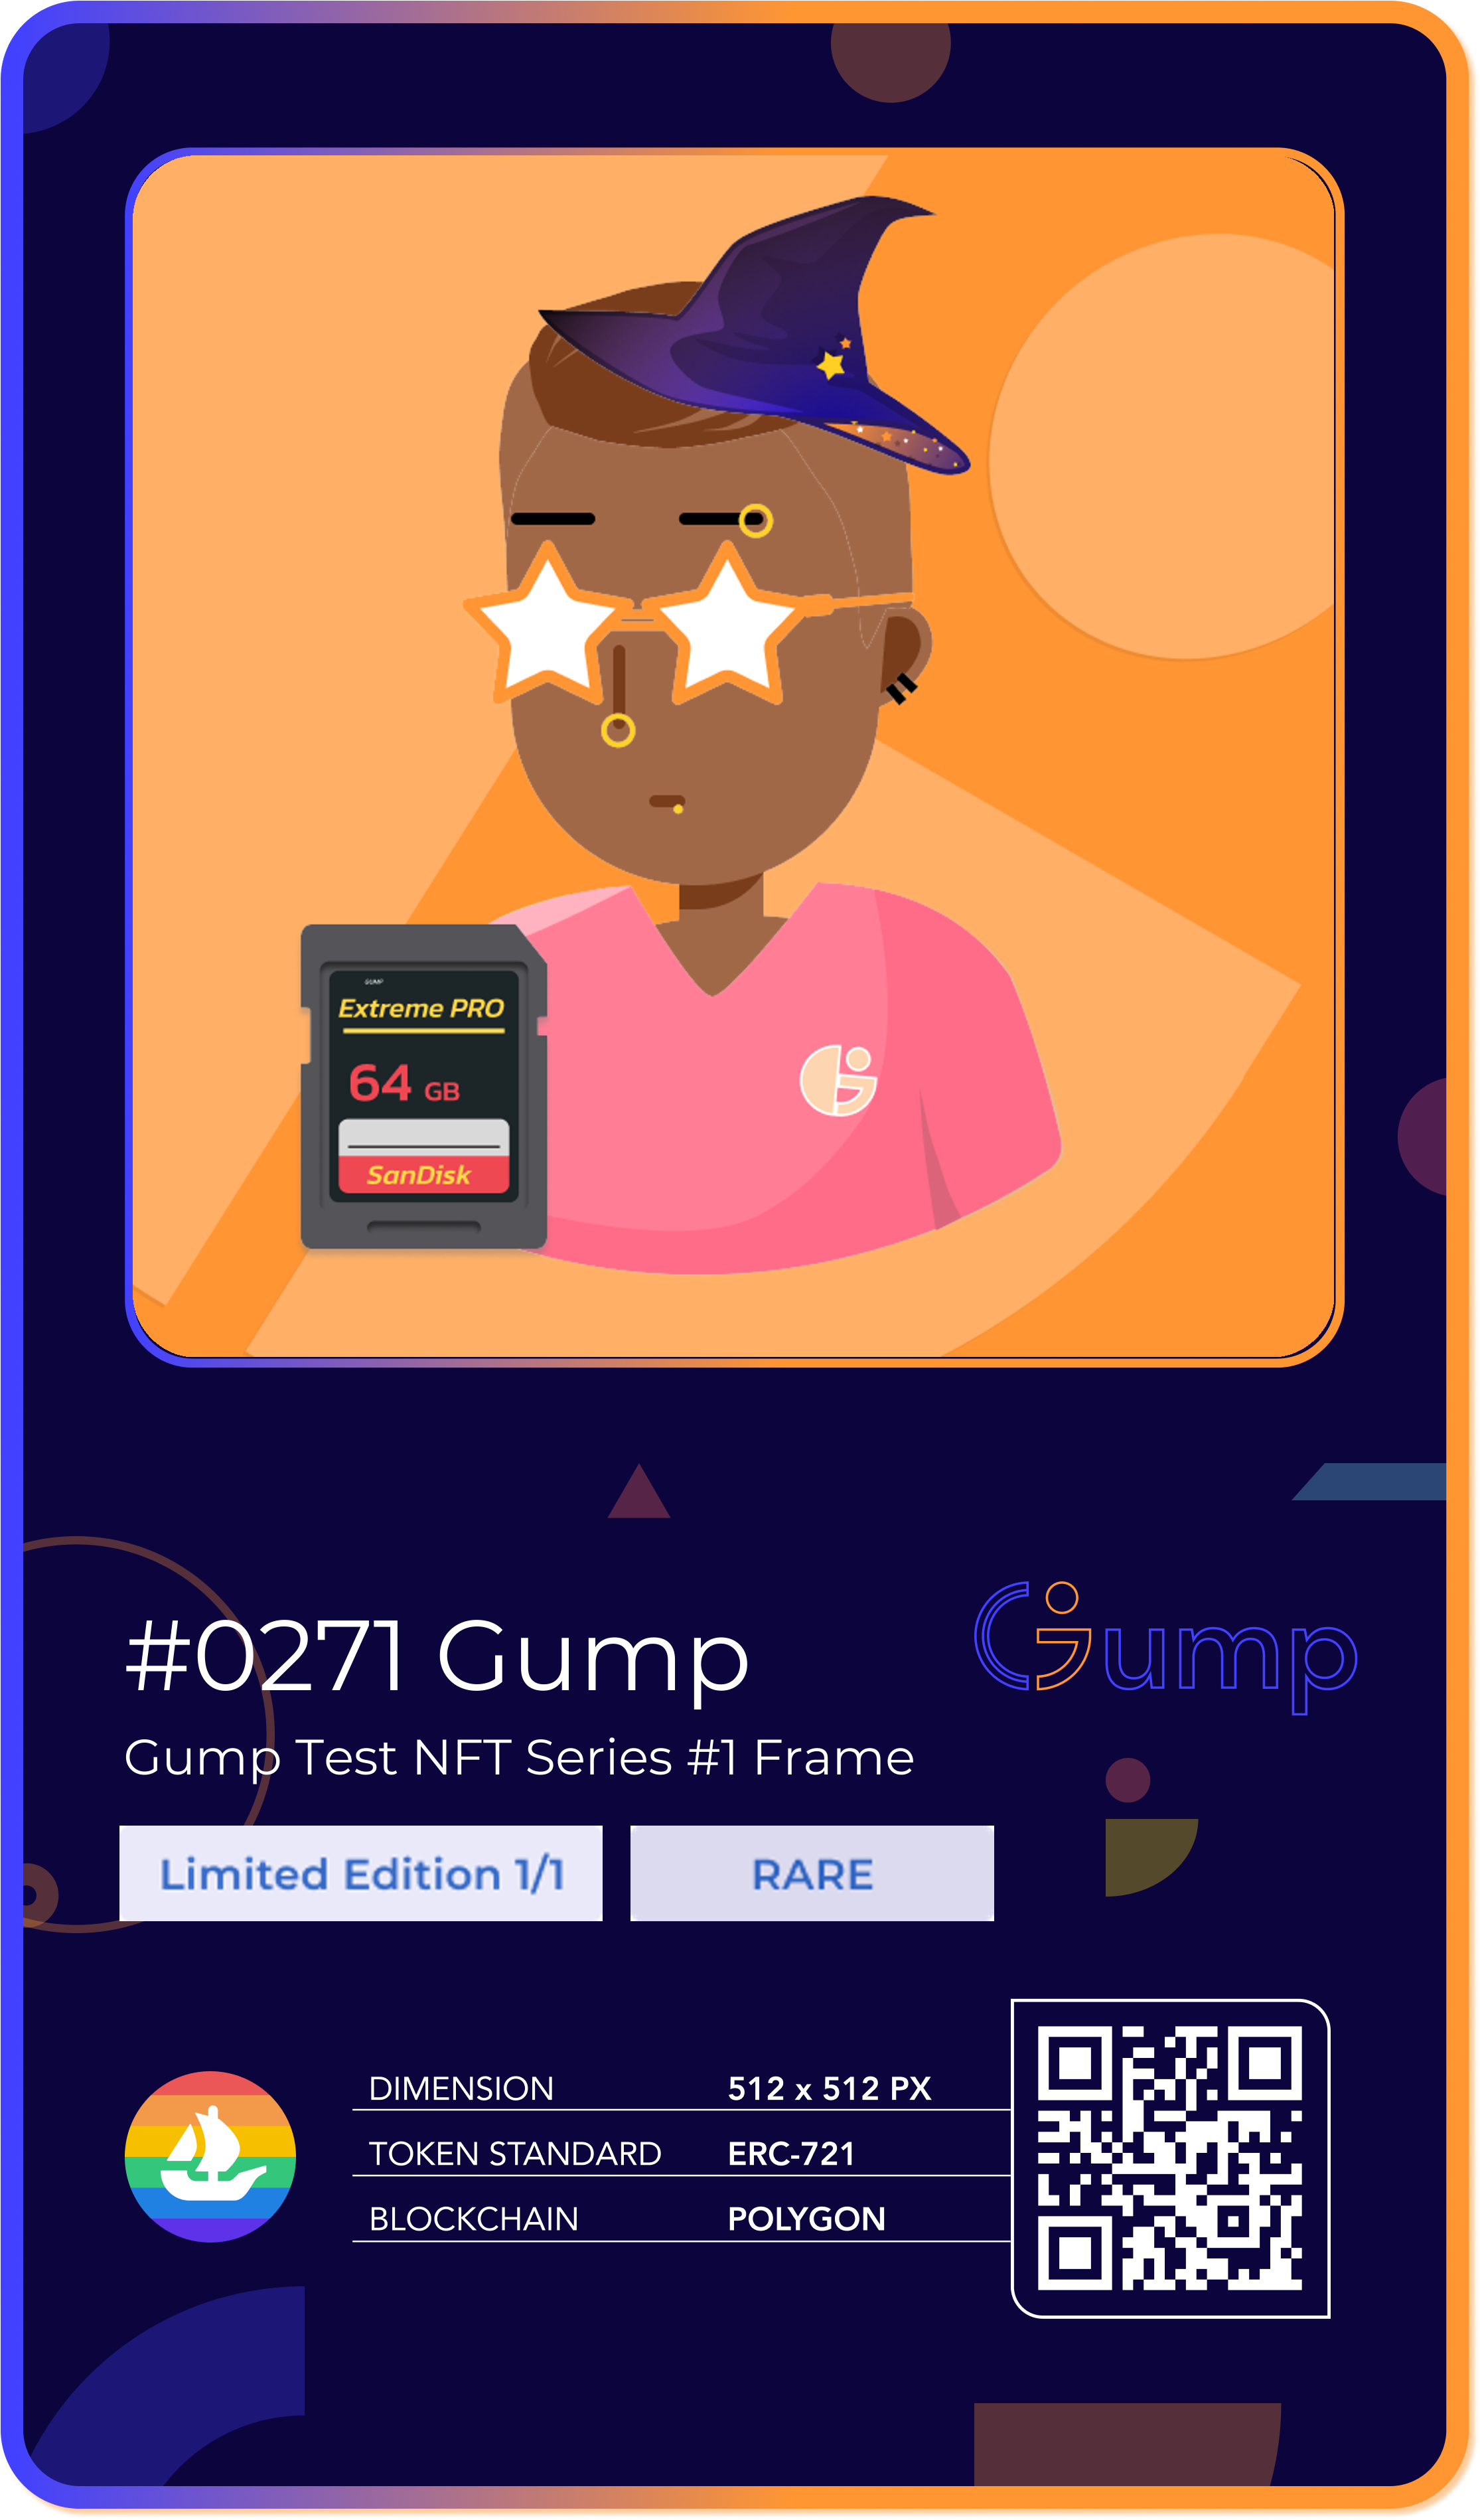 GUMP
Extreme PRO
64 GB
SanDisk
#0271 Gump
Gump
Gump Test NFT Series #1 Frame
Limited Edition 1/1
RARE
DIMENSION 512 x 512 PX
TOKEN STANDARD ERC-721
BLOCKCHAIN POLYGON